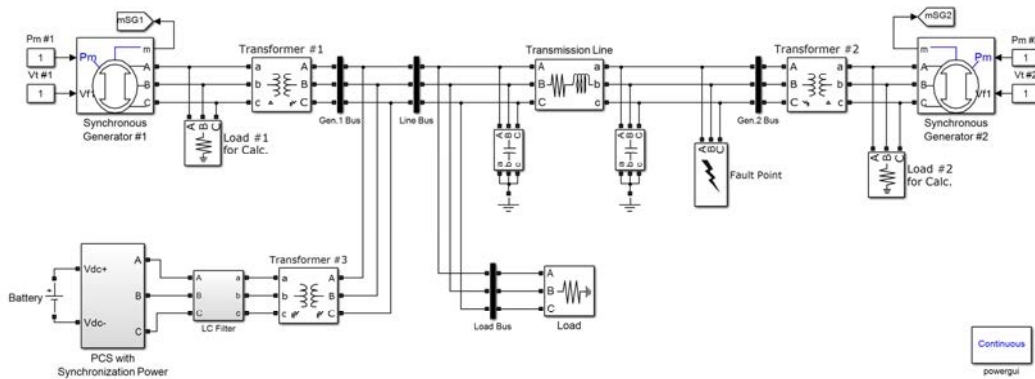 mSG1
mSG2
Pm #1
1
Vt #1
1
Pm
Vf1
m
A
B
C
Synchronous
Generator #1
Transformer #1
a
b
c
A
B
C
Gen.1 Bus
Line Bus
Transmission Line
A
B
C
a
b
c
Gen.2 Bus
Transformer #2
A
B
C
a
b
c
m
A
B
C
Pm
Vf1
1
Vt #2
1
Synchronous
Generator #2
A B C
Load #1
for Calc.
A B C
a b c
A B C
a b c
A B C
Fault Point
A B C
Load #2
for Calc.
Battery
+
Vdc+
Vdc-
A
B
C
PCS with
Synchronization Power
A
B
C
a
b
c
LC Filter
Transformer #3
a
b
c
A
B
C
Load Bus
A
B
C
Load
Continuous
powergui